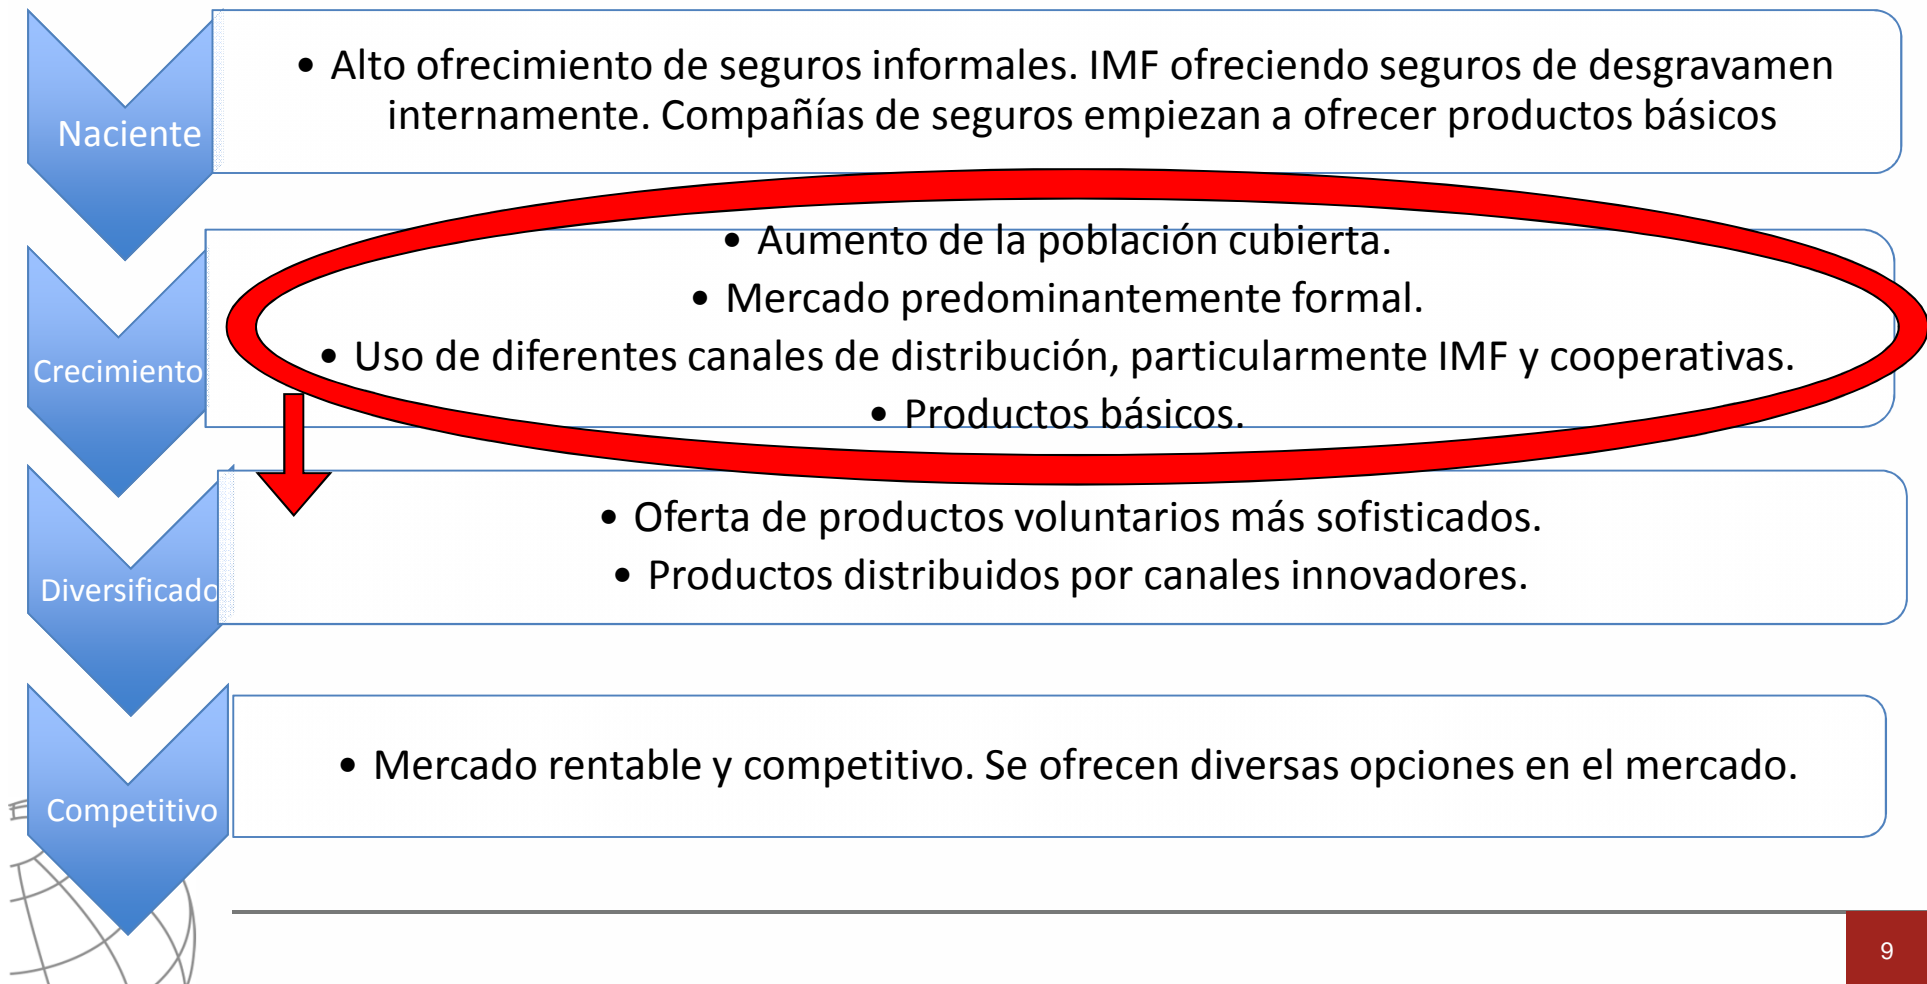 Naciente
• Alto ofrecimiento de seguros informales. IMF ofreciendo seguros de desgravamen
internamente. Compañías de seguros empiezan a ofrecer productos básicos
Crecimiento
• Aumento de la población cubierta.
• Mercado predominantemente formal.
• Uso de diferentes canales de distribución, particularmente IMF y cooperativas.
• Productos básicos.
Diversificado
• Oferta de productos voluntarios más sofisticados.
• Productos distribuidos por canales innovadores.
Competitivo
• Mercado rentable y competitivo. Se ofrecen diversas opciones en el mercado.
9